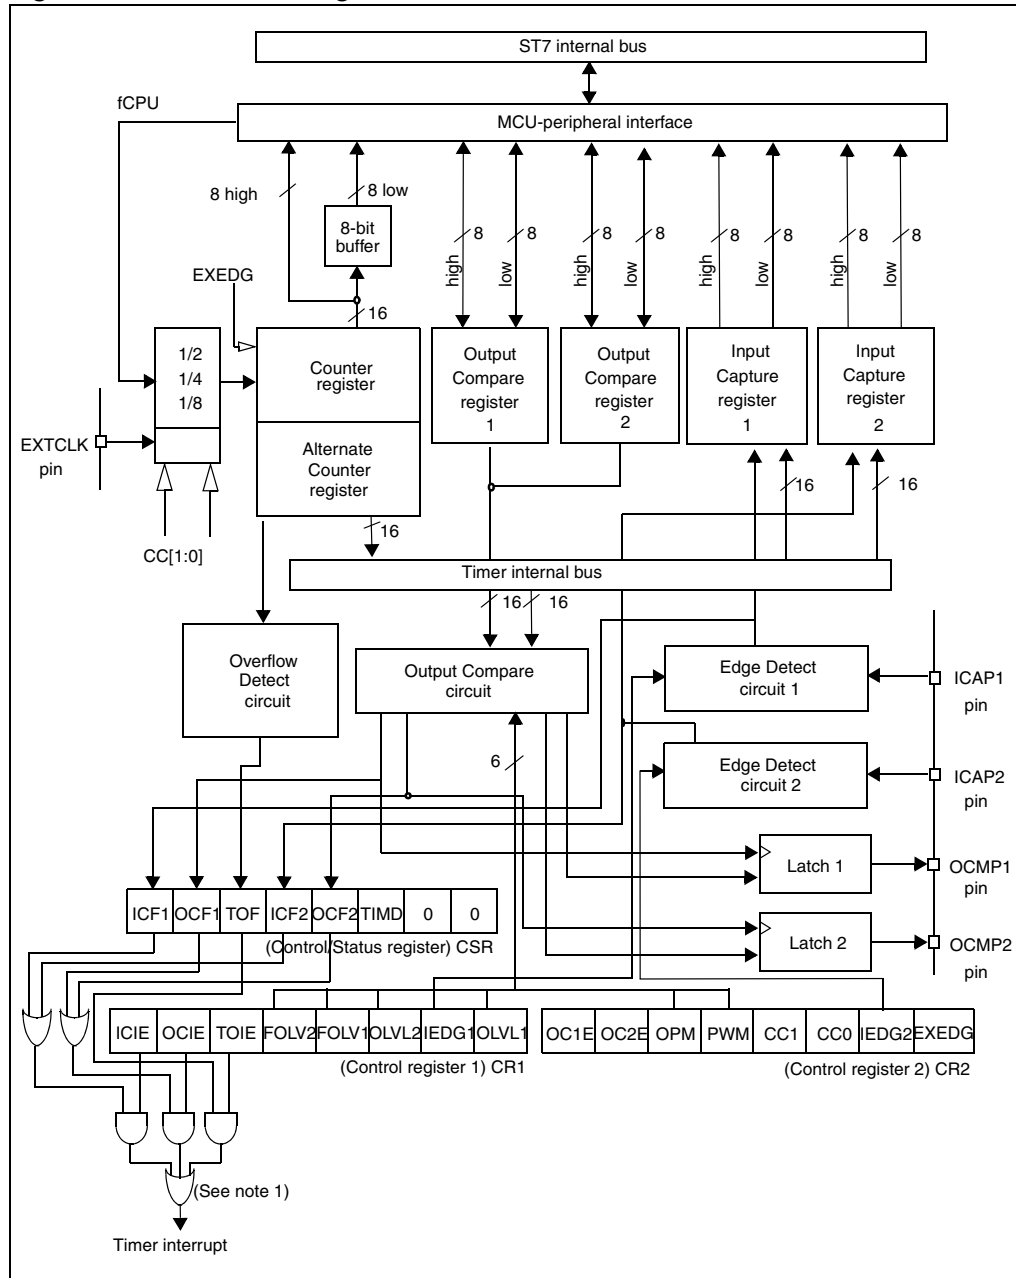 ST7 internal bus
fCPU
MCU-peripheral interface
8 high
8 low
8-bit
buffer
8
8
8
8
8
8
8
8
high
low
high
low
high
low
high
low
EXEDG
16
1/2
1/4
1/8
Counter
register
Output
Compare
register
1
Output
Compare
register
2
Input
Capture
register
1
Input
Capture
register
2
EXTCLK
pin
Alternate
Counter
register
16
16
16
CC[1:0]
Timer internal bus
16
16
Overflow
Detect
circuit
Output Compare
circuit
Edge Detect
circuit 1
ICAP1
pin
6
Edge Detect
circuit 2
ICAP2
pin
Latch 1
OCMP1
pin
ICF1 OCF1 TOF ICF2 OCF2 TIMD 0 0
(Control/Status register) CSR
Latch 2
OCMP2
pin
ICIE OCIE TOIE FOLV2 FOLV1 OLVL2 IEDG1 OLVL1
(Control register 1) CR1
OC1E OC2E OPM PWM CC1 CC0 IEDG2 EXEDG
(Control register 2) CR2
(See note 1)
Timer interrupt